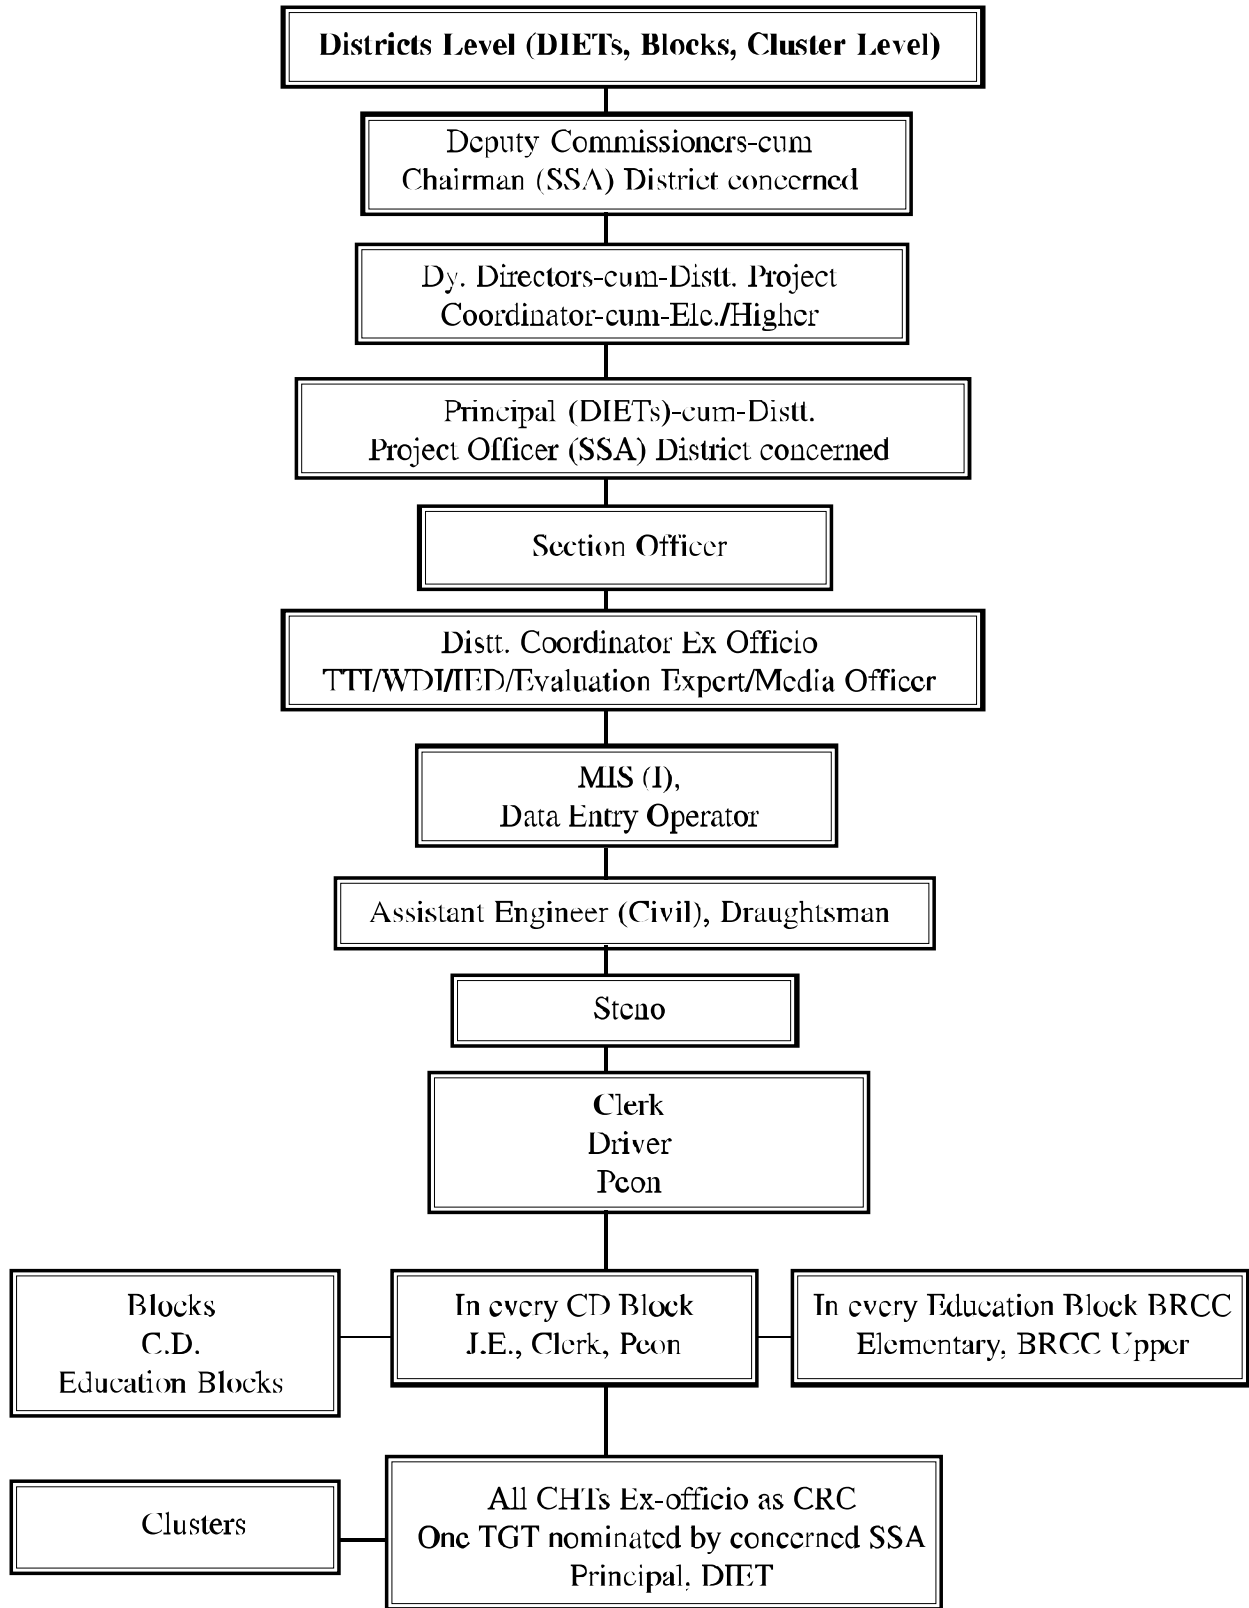 Districts Level (DIETs, Blocks, Cluster Level)
Deputy Commissioners-cum
Chairman (SSA) District concerned
Dy. Directors-cum-Distt. Project
Coordinator-cum-Ele./Higher
Principal (DIETs)-cum-Distt.
Project Officer (SSA) District concerned
Section Officer
Distt. Coordinator Ex Officio
TTI/WDI/IED/Evaluation Expert/Media Officer
MIS (I),
Data Entry Operator
Assistant Engineer (Civil), Draughtsman
Steno
Clerk
Driver
Peon
Blocks
C.D.
Education Blocks
In every CD Block
J.E., Clerk, Peon
In every Education Block BRCC
Elementary, BRCC Upper
Clusters
All CHTs Ex-officio as CRC
One TGT nominated by concerned SSA
Principal, DIET